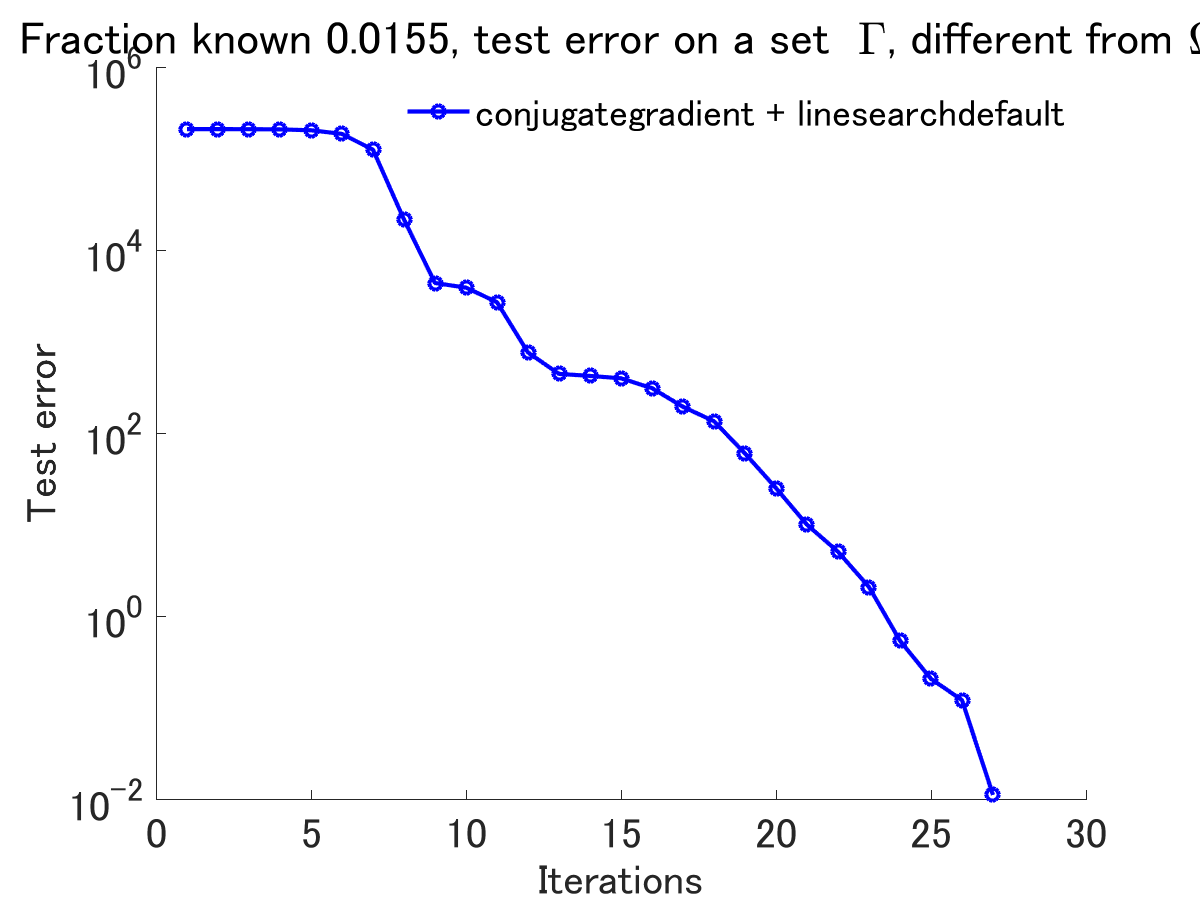 Fraction known 0.0155, test error on a set Γ, different from Ω
10^6
conjugategradient + linesearchdefault
10^4
10^2
10^0
10^-2
Test error
0 5 10 15 20 25 30
Iterations